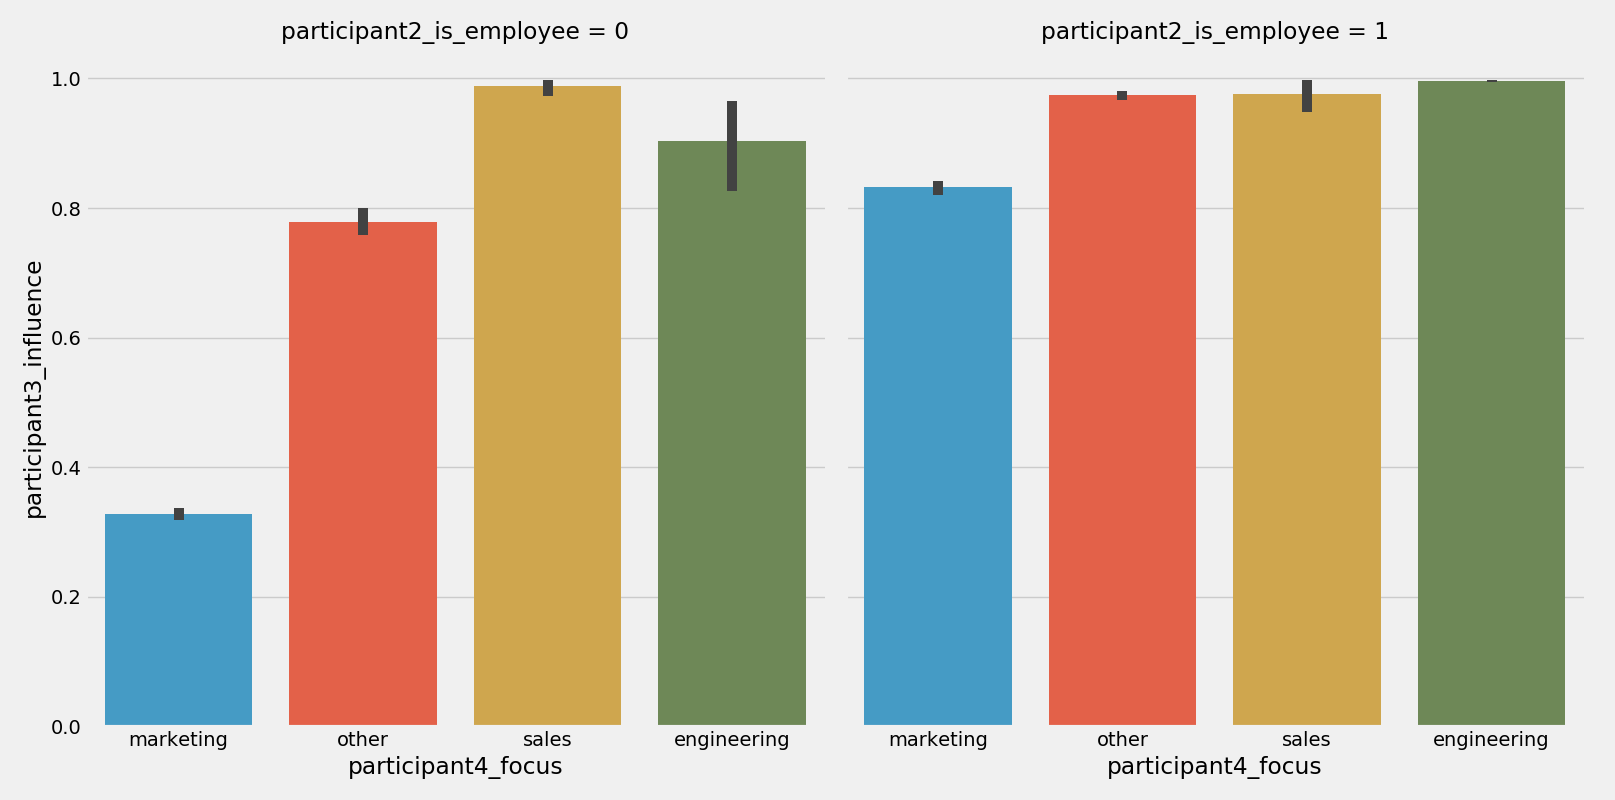 participant2_is_employee = 0
participant2_is_employee = 1
participant3_influence
1.0
0.8
0.6
0.4
0.2
0.0
marketing other sales engineering
marketing other sales engineering
participant4_focus
participant4_focus